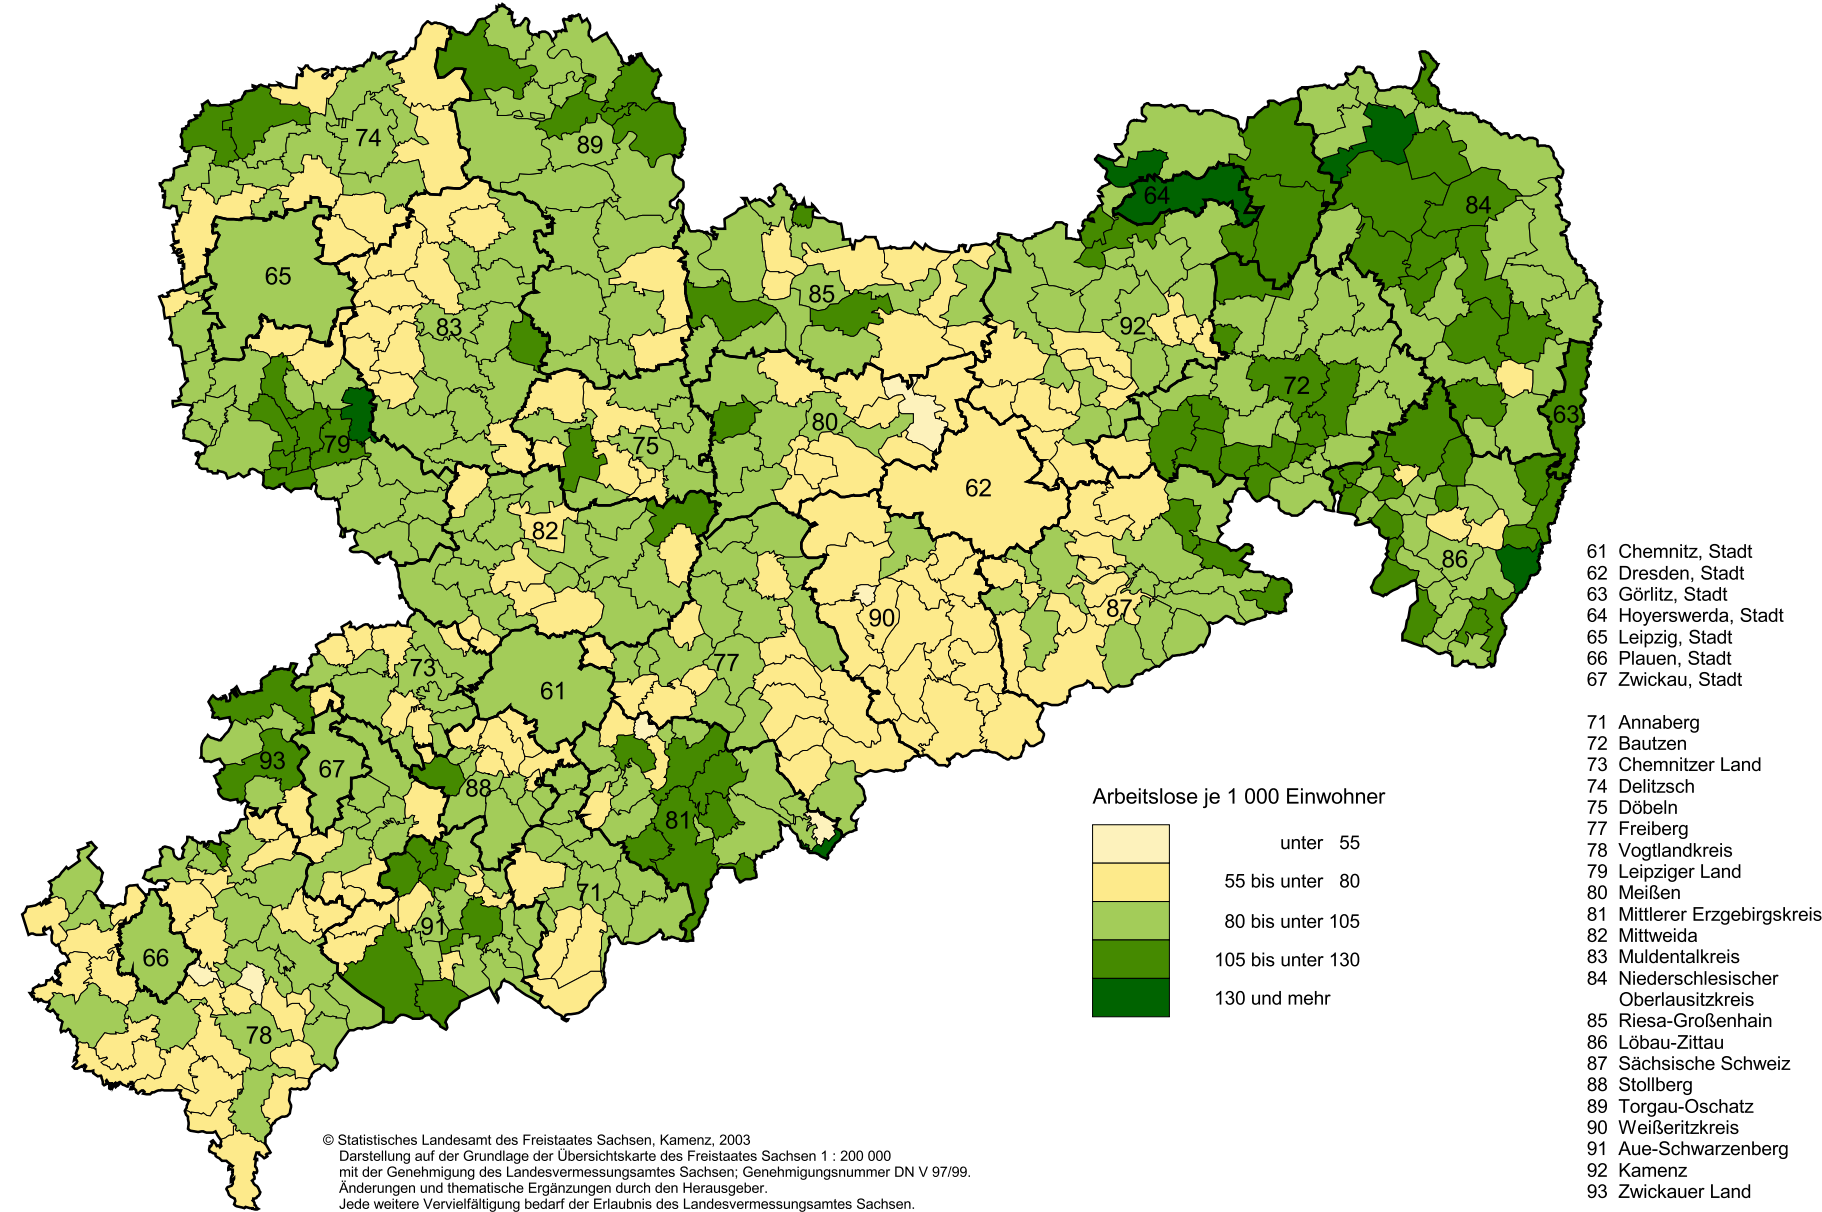 74
89
64
84
65
85
83
92
72
63
79
80
75
62
82
86
87
90
73
77
61
93
67
88
81
71
91
66
78
61 Chemnitz, Stadt
62 Dresden, Stadt
63 Görlitz, Stadt
64 Hoyerswerda, Stadt
65 Leipzig, Stadt
66 Plauen, Stadt
67 Zwickau, Stadt
71 Annaberg
72 Bautzen
73 Chemnitzer Land
74 Delitzsch
75 Döbeln
77 Freiberg
78 Vogtlandkreis
79 Leipziger Land
80 Meißen
81 Mittlerer Erzgebirgskreis
82 Mittweida
83 Muldentalkreis
84 Niederschlesischer
Oberlausitzkreis
85 Riesa-Großenhain
86 Löbau-Zittau
87 Sächsische Schweiz
88 Stollberg
89 Torgau-Oschatz
90 Weißeritzkreis
91 Aue-Schwarzenberg
92 Kamenz
93 Zwickauer Land
Arbeitslose je 1 000 Einwohner
unter 55
55 bis unter 80
80 bis unter 105
105 bis unter 130
130 und mehr
© Statistisches Landesamt des Freistaates Sachsen, Kamenz, 2003
Darstellung auf der Grundlage der Übersichtskarte des Freistaates Sachsen 1 : 200 000
mit der Genehmigung des Landesvermessungsamtes Sachsen; Genehmigungsnummer DN V 97/99.
Änderungen und thematische Ergänzungen durch den Herausgeber.
Jede weitere Vervielfältigung bedarf der Erlaubnis des Landesvermessungsamtes Sachsen.